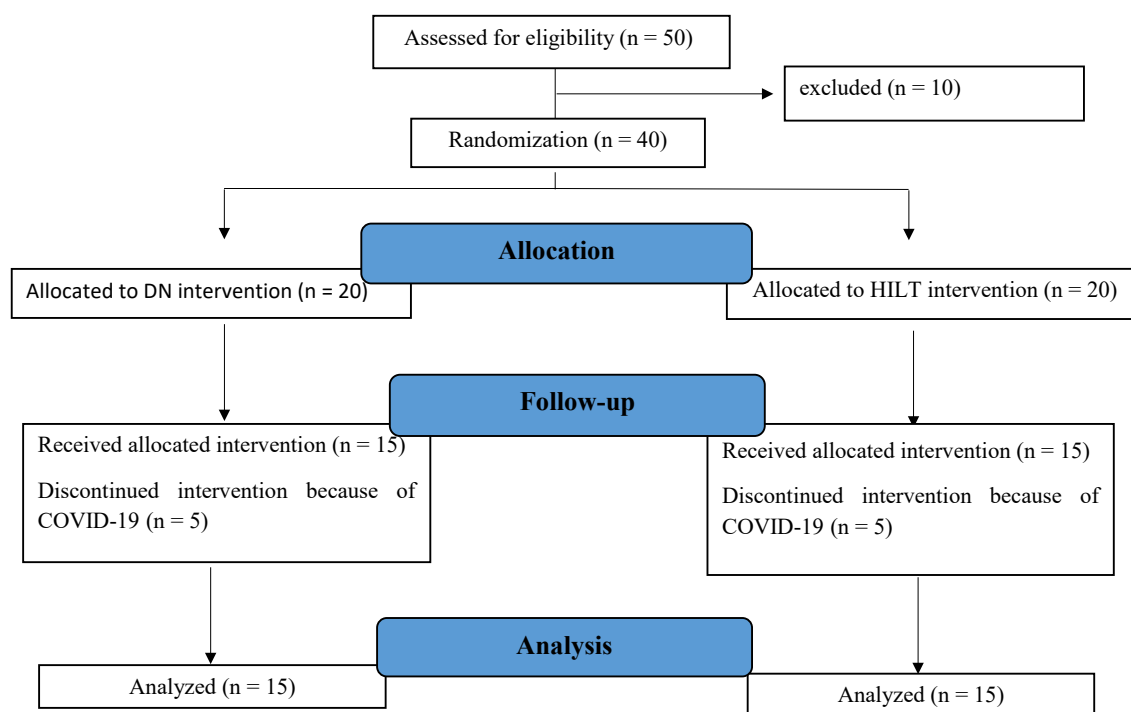 Assessed for eligibility (n = 50)
excluded (n = 10)
Randomization (n = 40)
Allocation
Allocated to DN intervention (n = 20)
Allocated to HILT intervention (n = 20)
Follow-up
Received allocated intervention (n = 15)
Discontinued intervention because of
COVID-19 (n = 5)
Received allocated intervention (n = 15)
Discontinued intervention because of
COVID-19 (n = 5)
Analysis
Analyzed (n = 15)
Analyzed (n = 15)